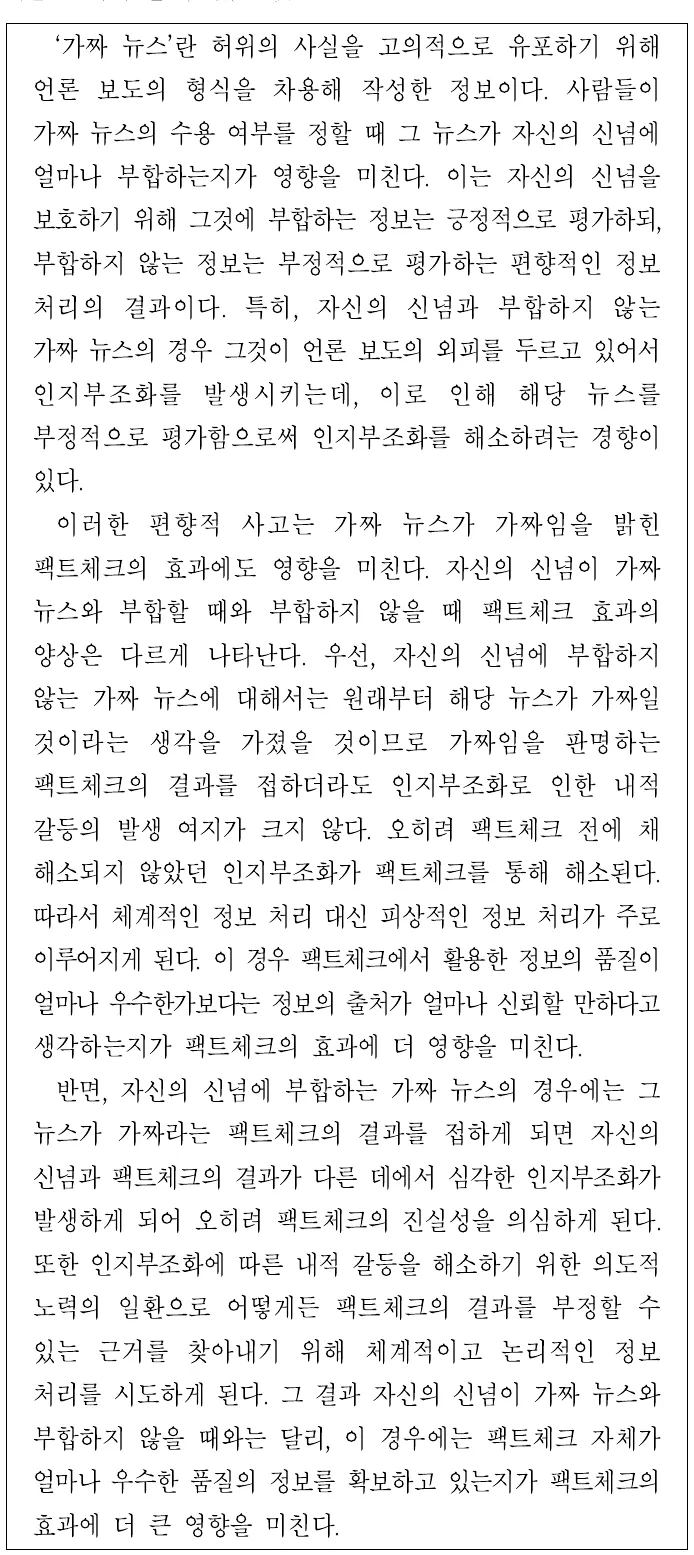 ‘가짜 뉴스’란 허위의 사실을 고의적으로 유포하기 위해
언론 보도의 형식을 차용해 작성한 정보이다. 사람들이
가짜 뉴스의 수용 여부를 정할 때 그 뉴스가 자신의 신념에
얼마나 부합하는지가 영향을 미친다. 이는 자신의 신념을
보호하기 위해 그것에 부합하는 정보는 긍정적으로 평가하되,
부합하지 않는 정보는 부정적으로 평가하는 편향적인 정보
처리의 결과이다. 특히, 자신의 신념과 부합하지 않는
가짜 뉴스의 경우 그것이 언론 보도의 외피를 두르고 있어서
인지부조화를 발생시키는데, 이로 인해 해당 뉴스를
부정적으로 평가함으로써 인지부조화를 해소하려는 경향이
있다.
이러한 편향적 사고는 가짜 뉴스가 가짜임을 밝힌
팩트체크의 효과에도 영향을 미친다. 자신의 신념이 가짜
뉴스와 부합할 때와 부합하지 않을 때 팩트체크 효과의
양상은 다르게 나타난다. 우선, 자신의 신념에 부합하지
않는 가짜 뉴스에 대해서는 원래부터 해당 뉴스가 가짜일
것이라는 생각을 가졌을 것이므로 가짜임을 판명하는
팩트체크의 결과를 접하더라도 인지부조화로 인한 내적
갈등의 발생 여지가 크지 않다. 오히려 팩트체크 전에 채
해소되지 않았던 인지부조화가 팩트체크를 통해 해소된다.
따라서 체계적인 정보 처리 대신 피상적인 정보 처리가 주로
이루어지게 된다. 이 경우 팩트체크에서 활용한 정보의 품질이
얼마나 우수한가보다는 정보의 출처가 얼마나 신뢰할 만하다고
생각하는지가 팩트체크의 효과에 더 영향을 미친다.
반면, 자신의 신념에 부합하는 가짜 뉴스의 경우에는 그
뉴스가 가짜라는 팩트체크의 결과를 접하게 되면 자신의
신념과 팩트체크의 결과가 다른 데에서 심각한 인지부조화가
발생하게 되어 오히려 팩트체크의 진실성을 의심하게 된다.
또한 인지부조화에 따른 내적 갈등을 해소하기 위한 의도적
노력의 일환으로 어떻게든 팩트체크의 결과를 부정할 수
있는 근거를 찾아내기 위해 체계적이고 논리적인 정보
처리를 시도하게 된다. 그 결과 자신의 신념이 가짜 뉴스와
부합하지 않을 때와는 달리, 이 경우에는 팩트체크 자체가
얼마나 우수한 품질의 정보를 확보하고 있는지가 팩트체크의
효과에 더 큰 영향을 미친다.